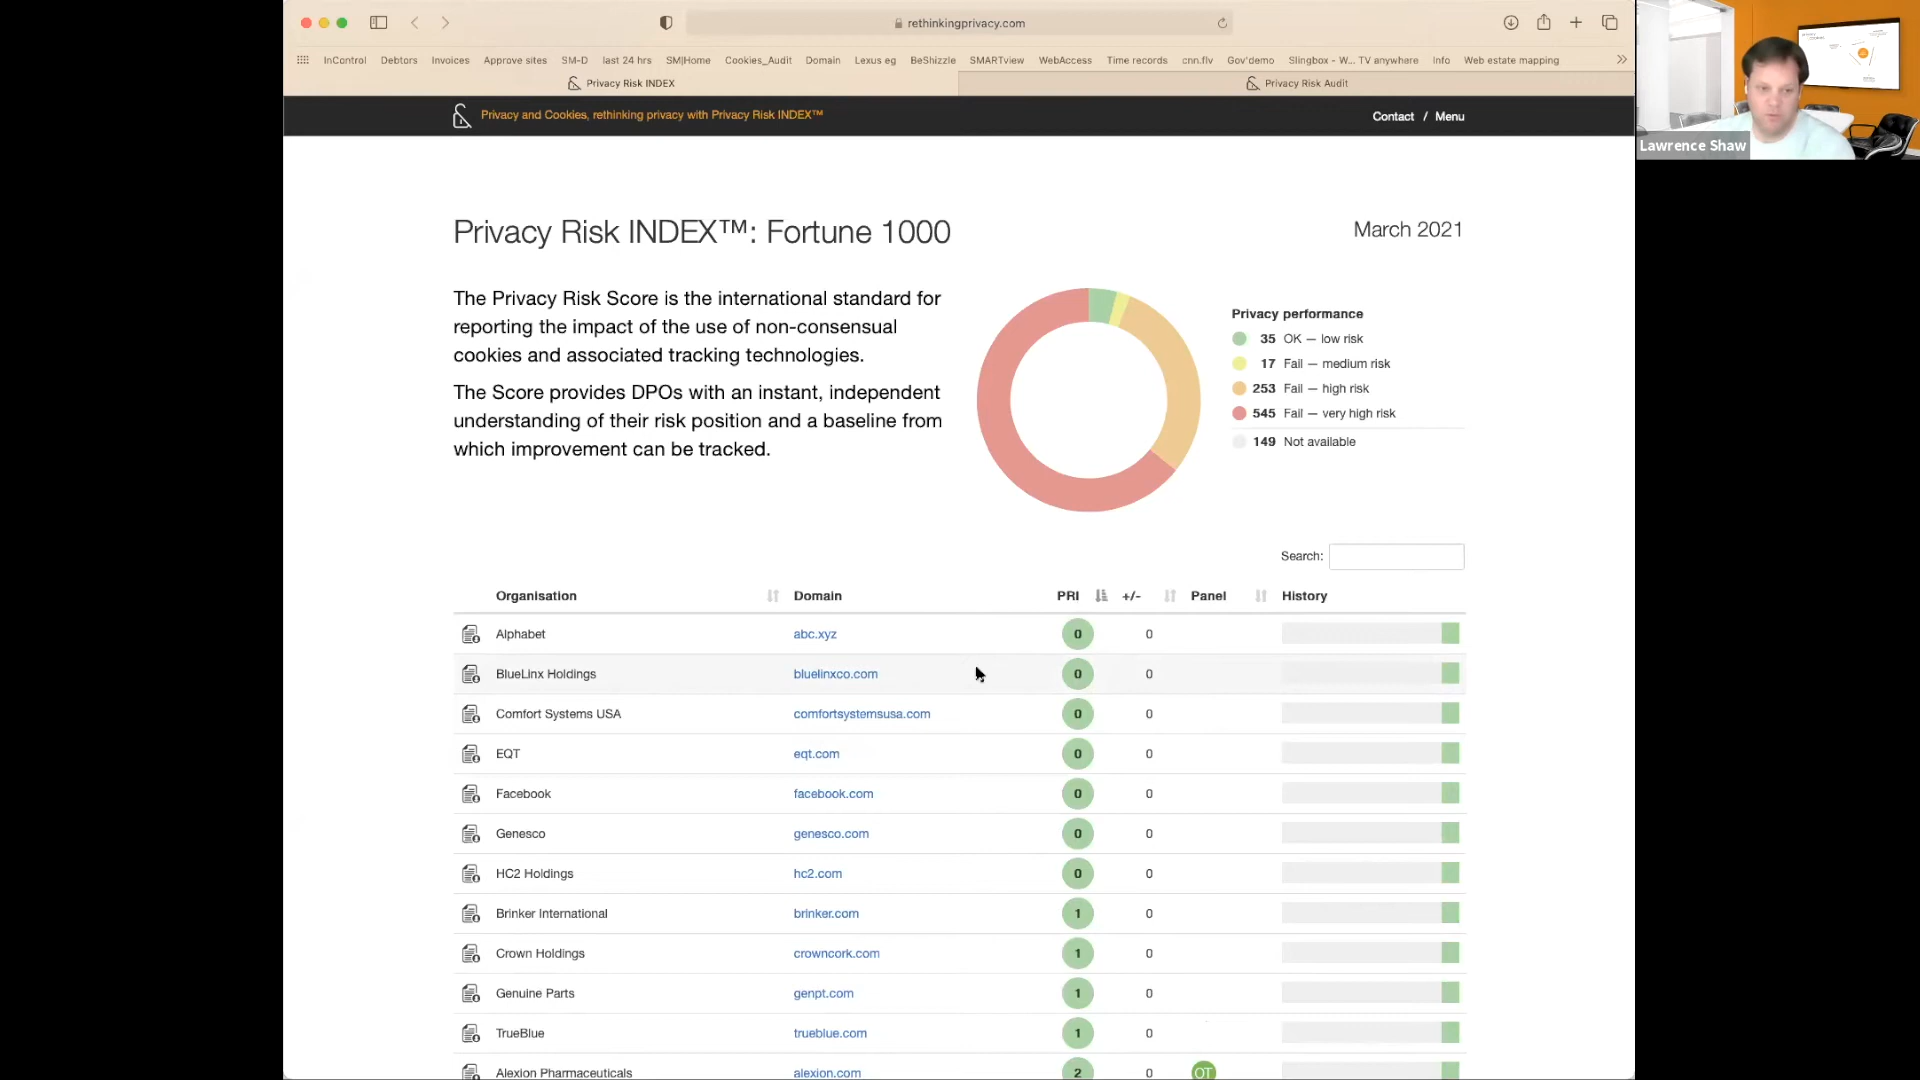 rethinkingprivacy.com
InControl Debtors Invoices Approve sites SM-D last 24 hrs SM|Home Cookies_Audit Domain Lexus eg BeShizzle SMARTview WebAccess Time records cnn.flv Gov'demo Slingbox - W... TV anywhere Info Web estate mapping
Privacy Risk INDEX Privacy Risk Audit
Privacy and Cookies, rethinking privacy with Privacy Risk INDEX™ Contact / Menu
Lawrence Shaw
Privacy Risk INDEX™: Fortune 1000 March 2021
The Privacy Risk Score is the international standard for
reporting the impact of the use of non-consensual
cookies and associated tracking technologies.
The Score provides DPOs with an instant, independent
understanding of their risk position and a baseline from
which improvement can be tracked.
Privacy performance
35 OK — low risk
17 Fail — medium risk
253 Fail — high risk
545 Fail — very high risk
149 Not available
Search:
Organisation Domain PRI +/- Panel History
Alphabet abc.xyz 0 0
BlueLinx Holdings bluelinxco.com 0 0
Comfort Systems USA comfortsystemsusa.com 0 0
EQT eqt.com 0 0
Facebook facebook.com 0 0
Genesco genesco.com 0 0
HC2 Holdings hc2.com 0 0
Brinker International brinker.com 1 0
Crown Holdings crowncork.com 1 0
Genuine Parts genpt.com 1 0
TrueBlue trueblue.com 1 0
Alexion Pharmaceuticals alexion.com 2 0 OT